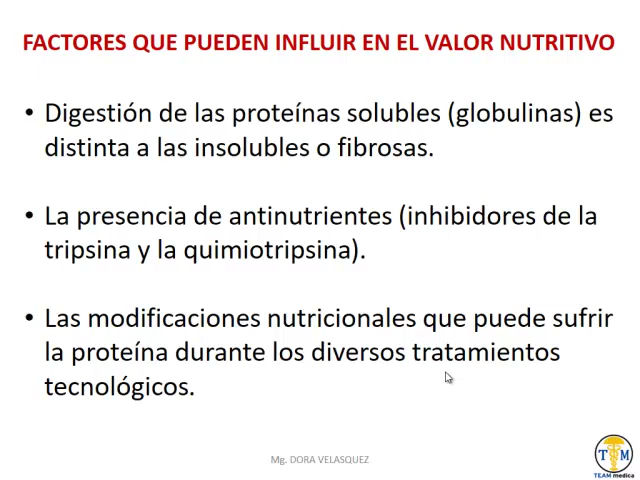 FACTORES QUE PUEDEN INFLUIR EN EL VALOR NUTRITIVO
• Digestión de las proteínas solubles (globulinas) es
distinta a las insolubles o fibrosas.
• La presencia de antinutrientes (inhibidores de la
tripsina y la quimiotripsina).
• Las modificaciones nutricionales que puede sufrir
la proteína durante los diversos tratamientos
tecnológicos.
Mg. DORA VELASQUEZ
T M
TEAM medica